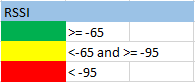 RSSI
>= -65
<-65 and >= -95
< -95